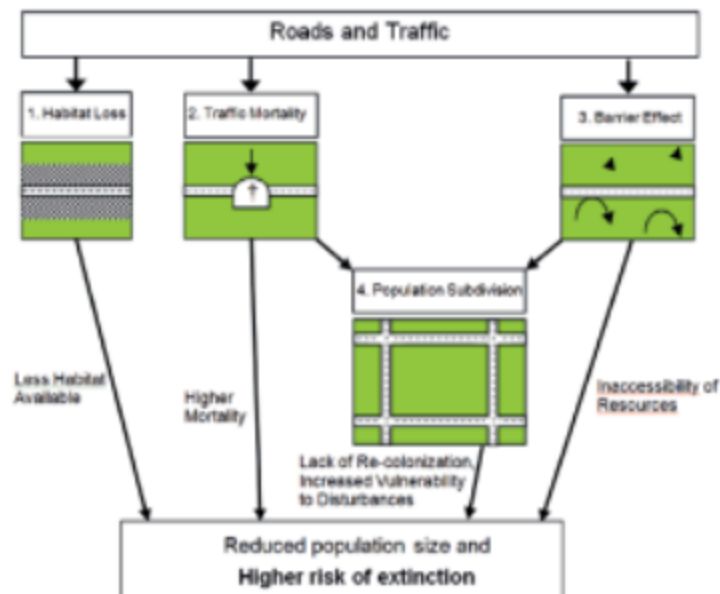 Roads and Traffic
1. Habitat Loss
2. Traffic Mortality
3. Barrier Effect
4. Population Subdivision
Less Habitat
Available
Higher
Mortality
Inaccessibility of
Resources
Lack of Re-colonization,
Increased Vulnerability
to Disturbances
Reduced population size and
Higher risk of extinction